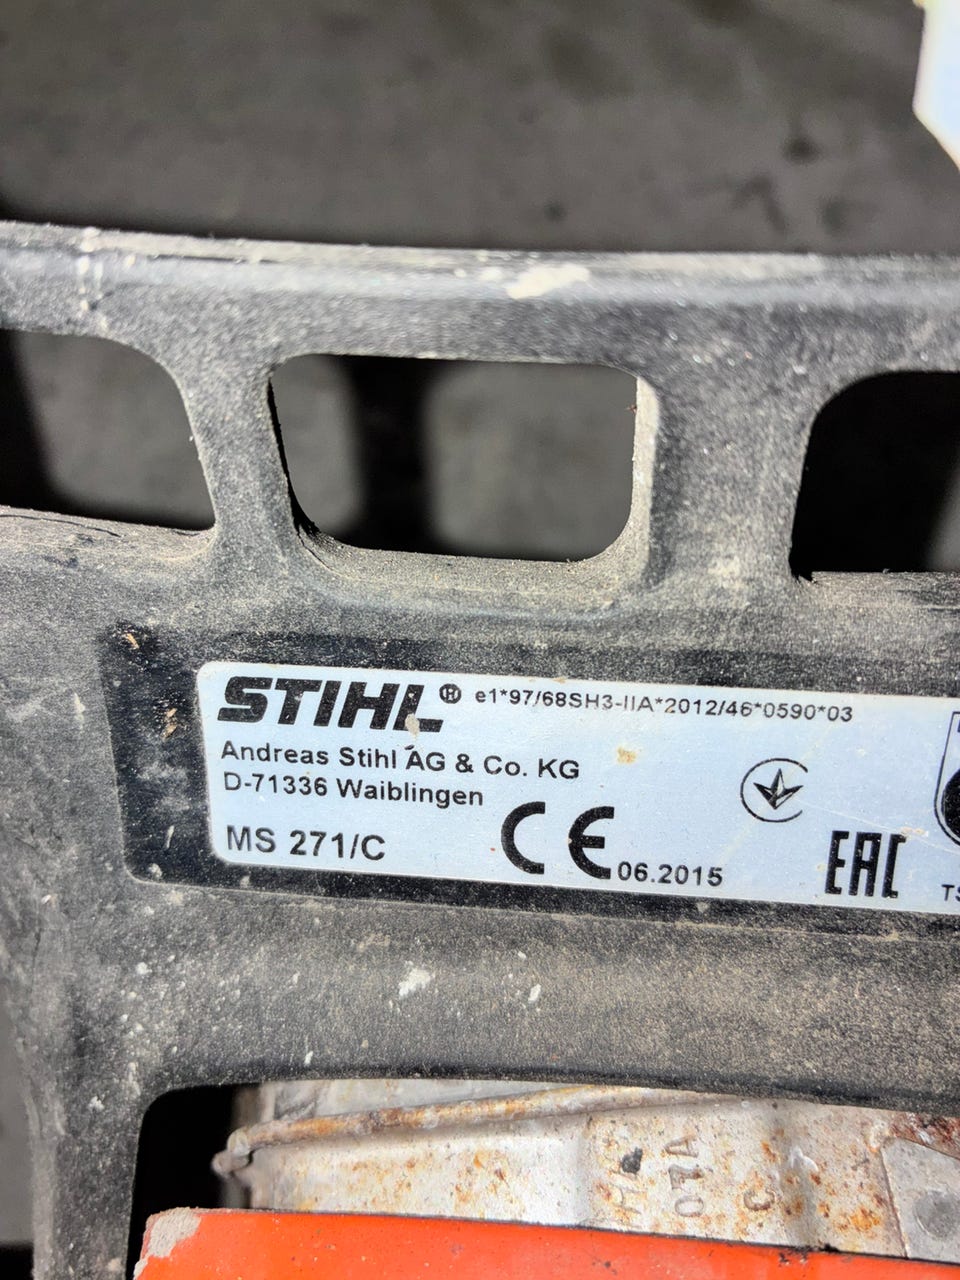 STIHL® e1*97/68SH3-IIA*2012/46*0590*03
Andreas Stihl AG & Co. KG
D-71336 Waiblingen
MS 271/C
CE 06.2015
EAC
07A
C